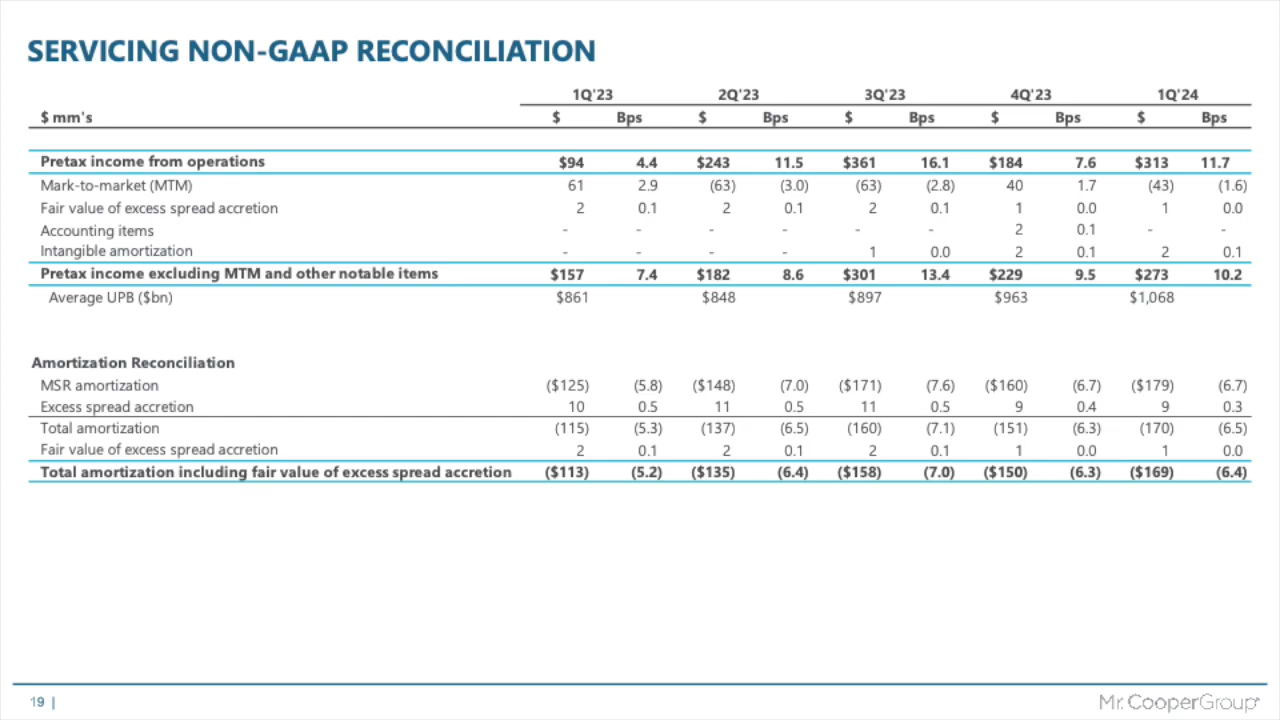 SERVICING NON-GAAP RECONCILIATION
1Q'23 2Q'23 3Q'23 4Q'23 1Q'24
$ mm's $ Bps $ Bps $ Bps $ Bps $ Bps
Pretax income from operations $94 4.4 $243 11.5 $361 16.1 $184 7.6 $313 11.7
Mark-to-market (MTM) 61 2.9 (63) (3.0) (63) (2.8) 40 1.7 (43) (1.6)
Fair value of excess spread accretion 2 0.1 2 0.1 2 0.1 1 0.0 1 0.0
Accounting items - - - - - - 2 0.1 - -
Intangible amortization - - - - 1 0.0 2 0.1 2 0.1
Pretax income excluding MTM and other notable items $157 7.4 $182 8.6 $301 13.4 $229 9.5 $273 10.2
Average UPB ($bn) $861 $848 $897 $963 $1,068
Amortization Reconciliation
MSR amortization ($125) (5.8) ($148) (7.0) ($171) (7.6) ($160) (6.7) ($179) (6.7)
Excess spread accretion 10 0.5 11 0.5 11 0.5 9 0.4 9 0.3
Total amortization (115) (5.3) (137) (6.5) (160) (7.1) (151) (6.3) (170) (6.5)
Fair value of excess spread accretion 2 0.1 2 0.1 2 0.1 1 0.0 1 0.0
Total amortization including fair value of excess spread accretion ($113) (5.2) ($135) (6.4) ($158) (7.0) ($150) (6.3) ($169) (6.4)
19 |
Mr. CooperGroup